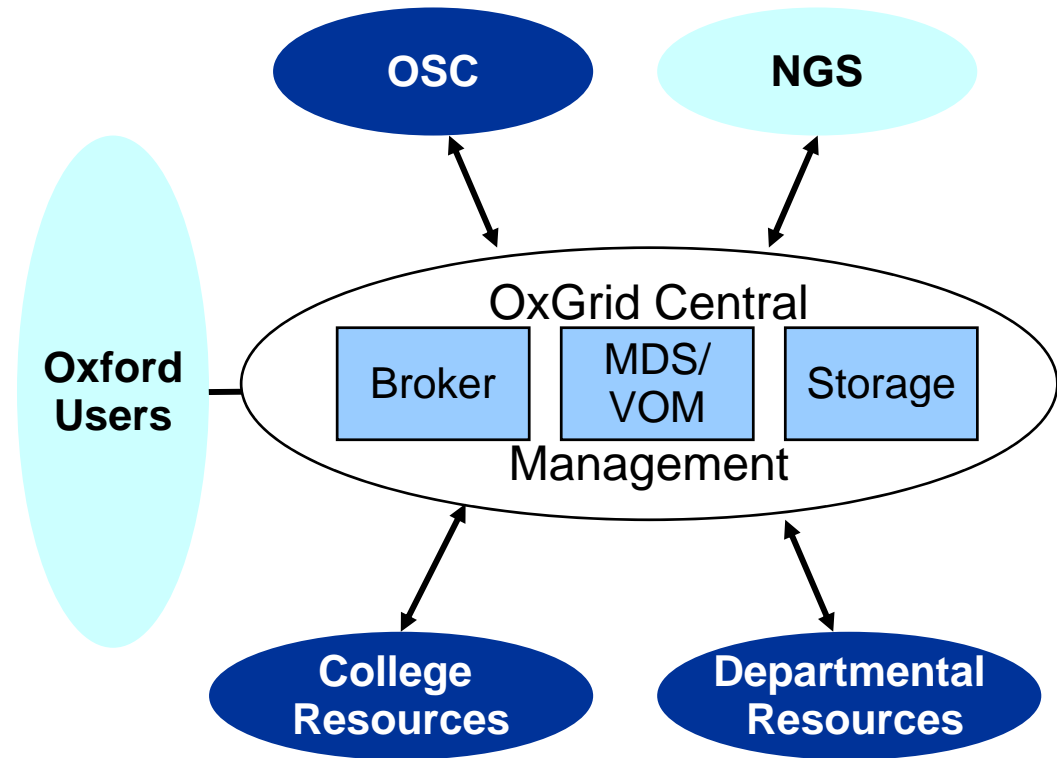 OSC
NGS
OxGrid Central
Oxford
Users
Broker
MDS/
VOM
Storage
Management
College
Resources
Departmental
Resources